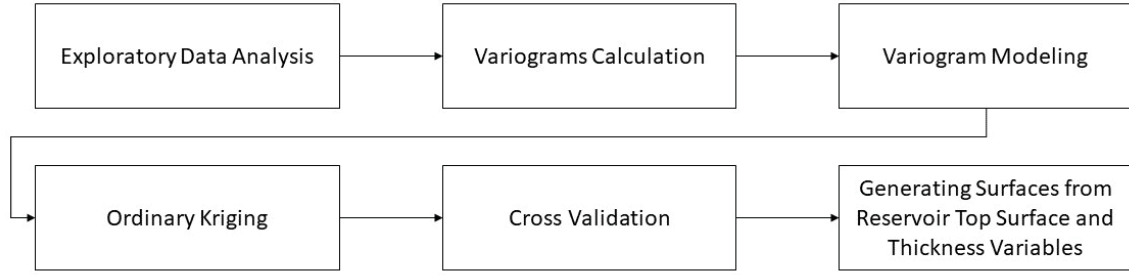 Exploratory Data Analysis
Variograms Calculation
Variogram Modeling
Ordinary Kriging
Cross Validation
Generating Surfaces from
Reservoir Top Surface and
Thickness Variables